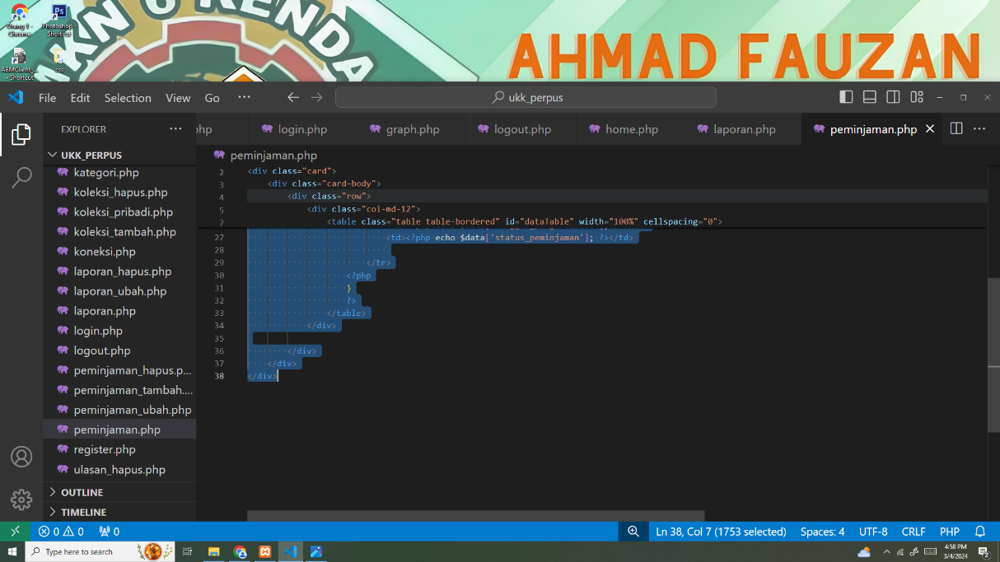 KIN G RENDA
AHMAD FAUZAN
Chang 1 - Chrome
Photoshop - Shortcut
ABMClient_... - Shortcut
css
File Edit Selection View Go ···
ukk_perpus
EXPLORER
UKK_PERPUS
kategori.php
koleksi_hapus.php
koleksi_pribadi.php
koleksi_tambah.php
koneksi.php
laporan_hapus.php
laporan_ubah.php
laporan.php
login.php
logout.php
peminjaman_hapus.p...
peminjaman_tambah....
peminjaman_ubah.php
peminjaman.php
register.php
ulasan_hapus.php
OUTLINE
TIMELINE
php login.php graph.php logout.php home.php laporan.php peminjaman.php
peminjaman.php
2 <div class="card">
3 <div class="card-body">
4 <div class="row">
5 <div class="col-md-12">
7 <table class="table table-bordered" id="dataTable" width="100%" cellspacing="0">
27 <td><?php echo $data['status_peminjaman']; ?></td>
28
29 </tr>
30 <?php
31 }
32 ?>
33 </table>
34 </div>
35
36 </div>
37 </div>
38 </div>
0 0 0 Ln 38, Col 7 (1753 selected) Spaces: 4 UTF-8 CRLF PHP
Type here to search
4:58 PM
3/4/2024
2